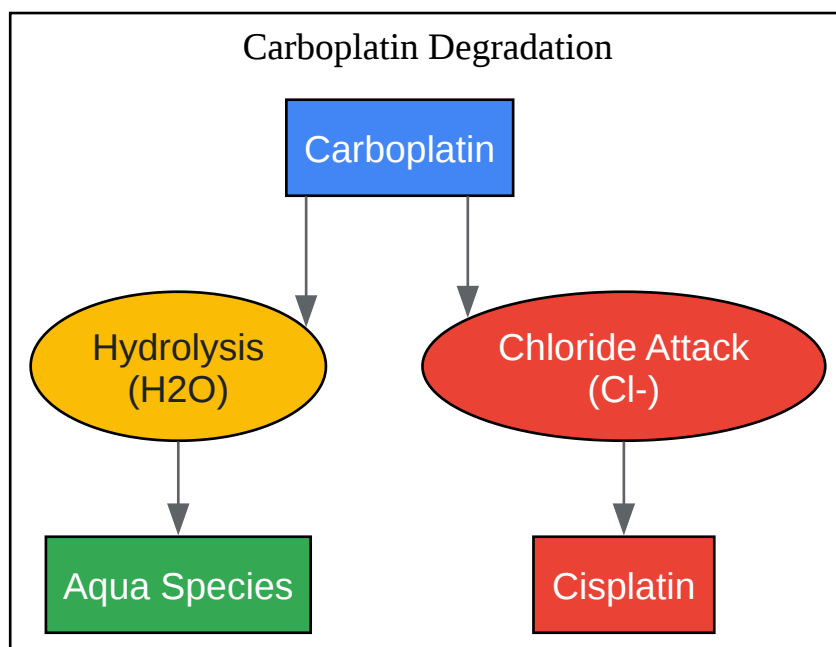 Carboplatin Degradation
Carboplatin
Hydrolysis
(H2O)
Chloride Attack
(Cl-)
Aqua Species
Cisplatin